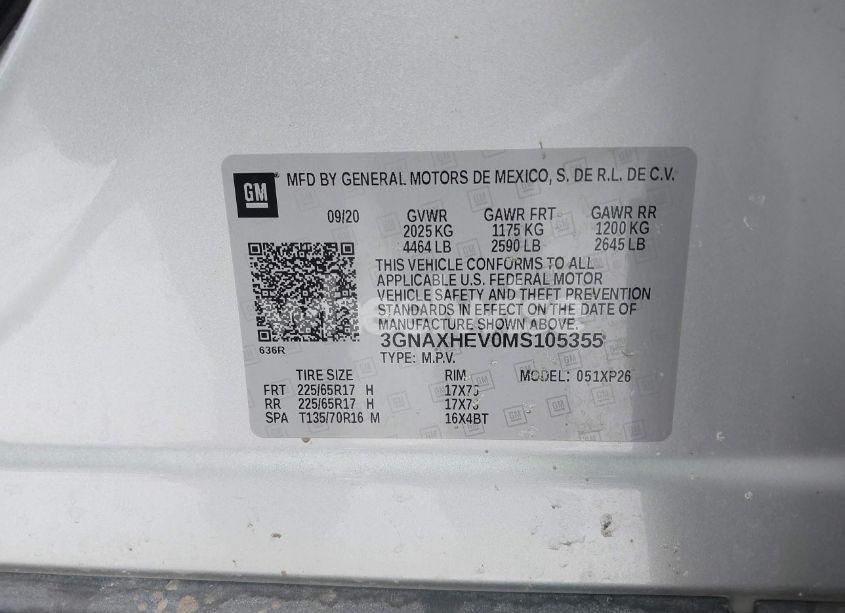 GM
MFD BY GENERAL MOTORS DE MEXICO, S. DE R.L. DE C.V.
09/20 GVWR GAWR FRT GAWR RR
2025 KG 1175 KG 1200 KG
4464 LB 2590 LB 2645 LB
THIS VEHICLE CONFORMS TO ALL
APPLICABLE U.S. FEDERAL MOTOR
VEHICLE SAFETY AND THEFT PREVENTION
STANDARDS IN EFFECT ON THE DATE OF
MANUFACTURE SHOWN ABOVE.
3GNAXHEV0MS105355
636R
TYPE: M.P.V.
TIRE SIZE RIM MODEL: 051XP26
FRT 225/65R17 H 17X7J
RR 225/65R17 H 17X7J
SPA T135/70R16 M 16X4BT